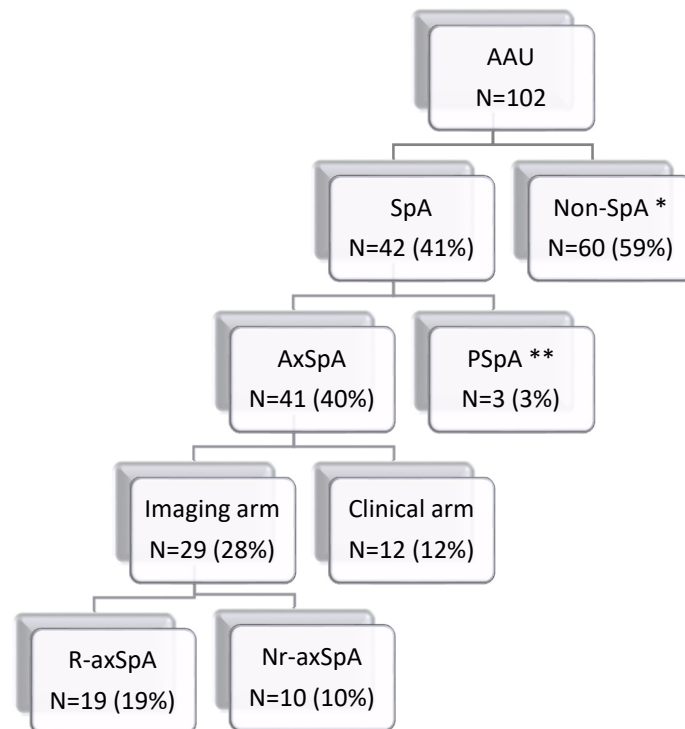 AAU
N=102
SpA
N=42 (41%)
Non-SpA *
N=60 (59%)
AxSpA
N=41 (40%)
PSpA **
N=3 (3%)
Imaging arm
N=29 (28%)
Clinical arm
N=12 (12%)
R-axSpA
N=19 (19%)
Nr-axSpA
N=10 (10%)